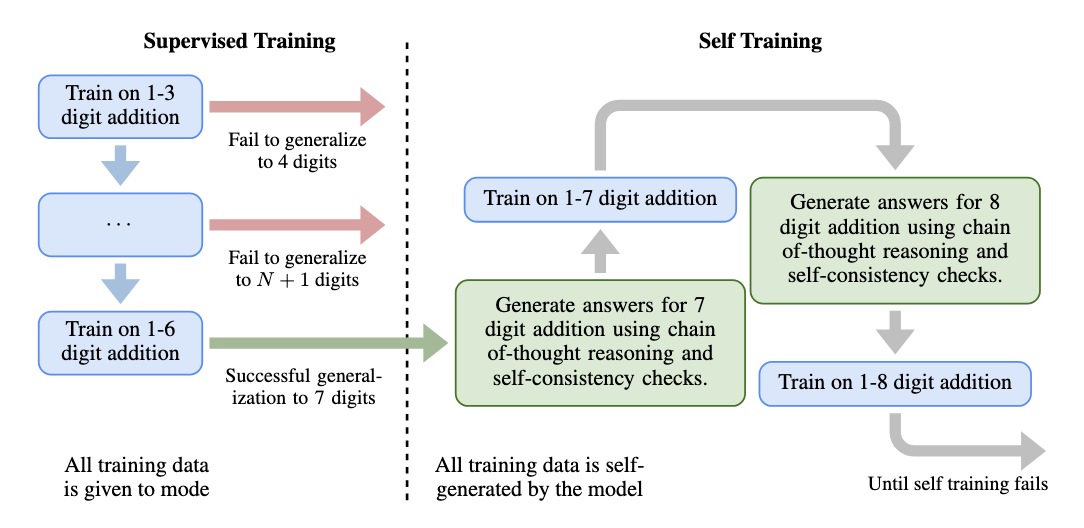 Supervised Training
Train on 1-3
digit addition
Fail to generalize
to 4 digits
...
Fail to generalize
to N + 1 digits
Train on 1-6
digit addition
Successful general-
ization to 7 digits
All training data
is given to mode
Self Training
Train on 1-7 digit addition
Generate answers for 7
digit addition using chain
of-thought reasoning and
self-consistency checks.
Generate answers for 8
digit addition using chain
of-thought reasoning and
self-consistency checks.
Train on 1-8 digit addition
Until self training fails
All training data is self-
generated by the model